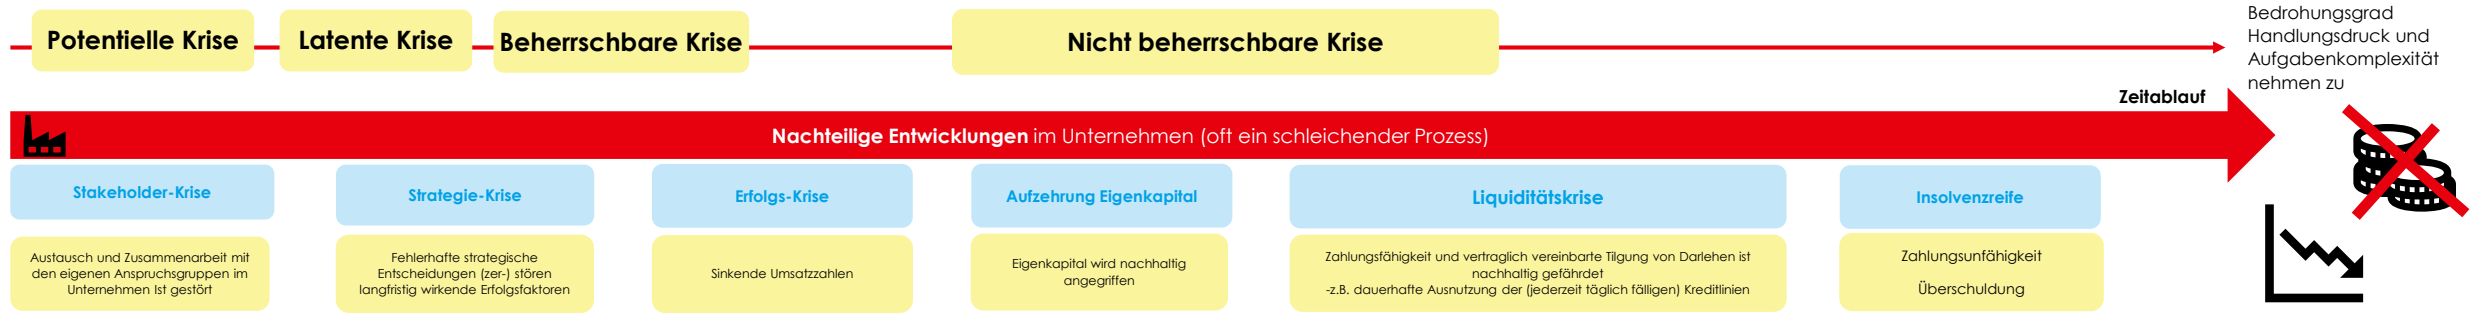 Potentielle Krise
Latente Krise
Beherrschbare Krise
Nicht beherrschbare Krise
Bedrohungsgrad
Handlungsdruck und
Aufgabenkomplexität
nehmen zu
Zeitablauf
Nachteilige Entwicklungen im Unternehmen (oft ein schleichender Prozess)
Stakeholder-Krise
Strategie-Krise
Erfolgs-Krise
Aufzehrung Eigenkapital
Liquiditätskrise
Insolvenzreife
Austausch und Zusammenarbeit mit
den eigenen Anspruchsgruppen im
Unternehmen Ist gestört
Fehlerhafte strategische
Entscheidungen (zer-) stören
langfristig wirkende Erfolgsfaktoren
Sinkende Umsatzzahlen
Eigenkapital wird nachhaltig
angegriffen
Zahlungsfähigkeit und vertraglich vereinbarte Tilgung von Darlehen ist
nachhaltig gefährdet
-z.B. dauerhafte Ausnutzung der (jederzeit täglich fälligen) Kreditlinien
Zahlungsunfähigkeit
Überschuldung